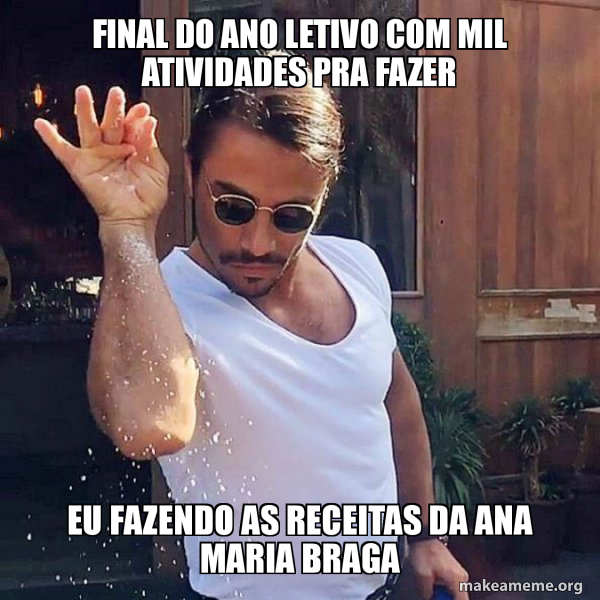 FINAL DO ANO LETIVO COM MIL
ATIVIDADES PRA FAZER
EU FAZENDO AS RECEITAS DA ANA
MARIA BRAGA
makeameme.org